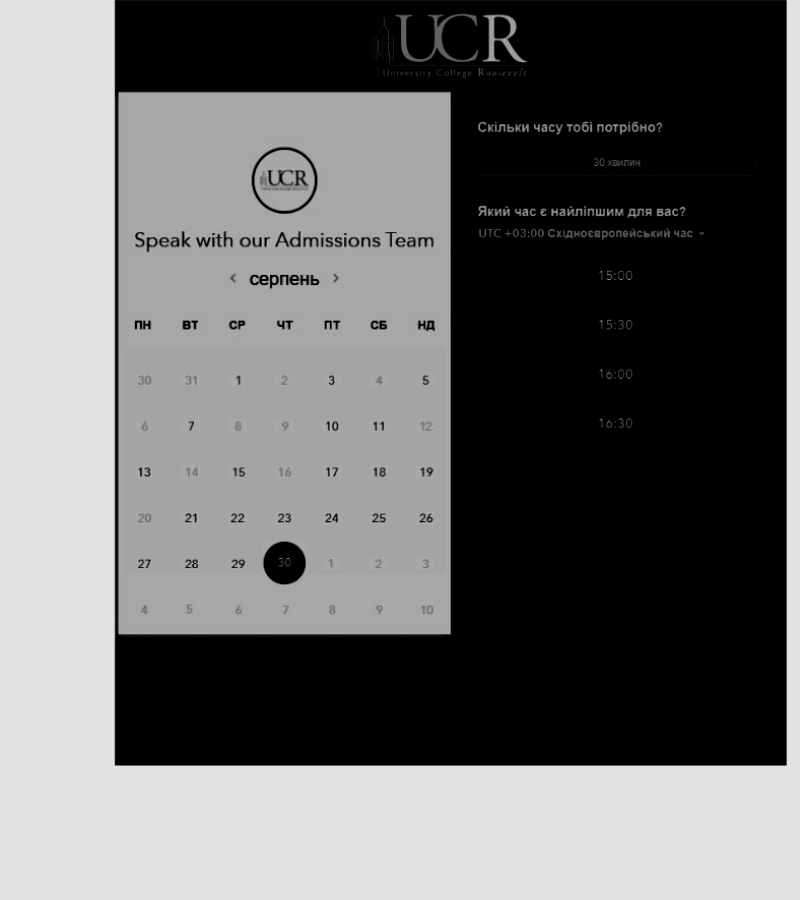 UCR
University College Roosevelt
UCR
Speak with our Admissions Team
серпень
ПН ВТ СР ЧТ ПТ СБ НД
30 31 1 2 3 4 5
6 7 8 9 10 11 12
13 14 15 16 17 18 19
20 21 22 23 24 25 26
27 28 29 30 1 2 3
4 5 6 7 8 9 10
Скільки часу тобі потрібно?
30 хвилин
Який час є найліпшим для вас?
UTC +03:00 Східноєвропейський час
15:00
15:30
16:00
16:30